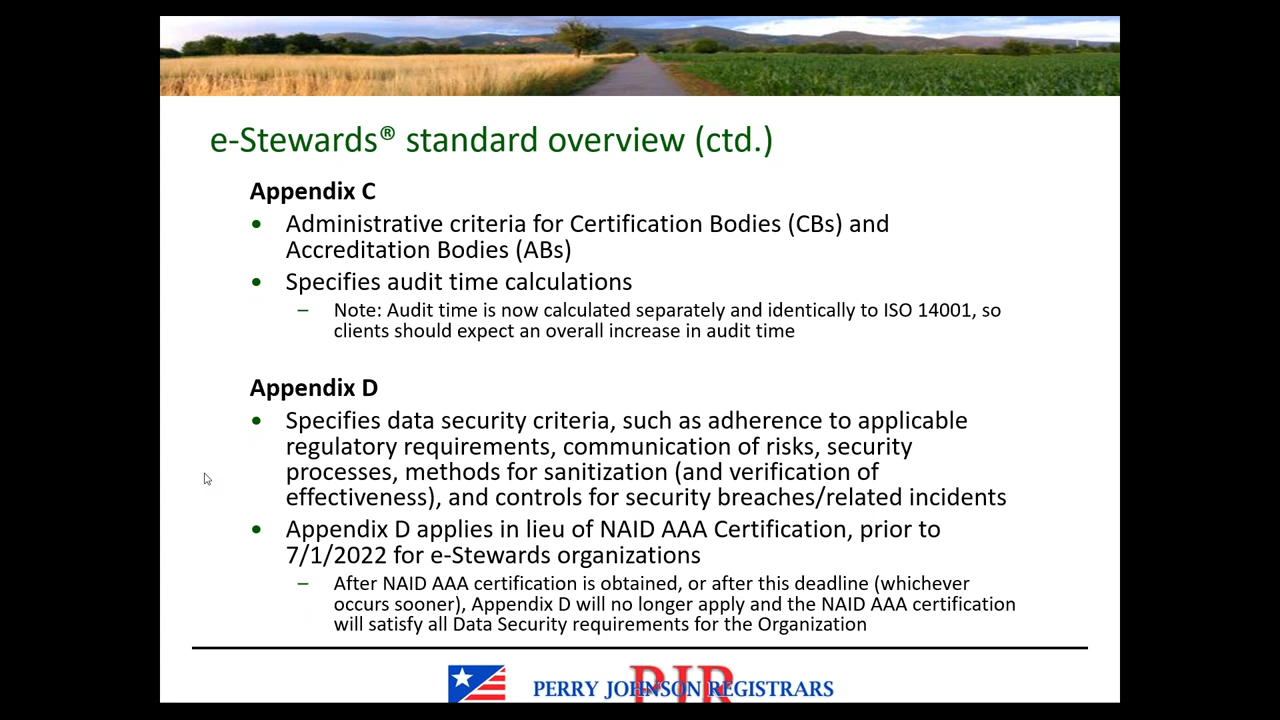 e-Stewards® standard overview (ctd.)
Appendix C
• Administrative criteria for Certification Bodies (CBs) and
Accreditation Bodies (ABs)
• Specifies audit time calculations
– Note: Audit time is now calculated separately and identically to ISO 14001, so
clients should expect an overall increase in audit time
Appendix D
• Specifies data security criteria, such as adherence to applicable
regulatory requirements, communication of risks, security
processes, methods for sanitization (and verification of
effectiveness), and controls for security breaches/related incidents
• Appendix D applies in lieu of NAID AAA Certification, prior to
7/1/2022 for e-Stewards organizations
– After NAID AAA certification is obtained, or after this deadline (whichever
occurs sooner), Appendix D will no longer apply and the NAID AAA certification
will satisfy all Data Security requirements for the Organization
PJR
PERRY JOHNSON REGISTRARS